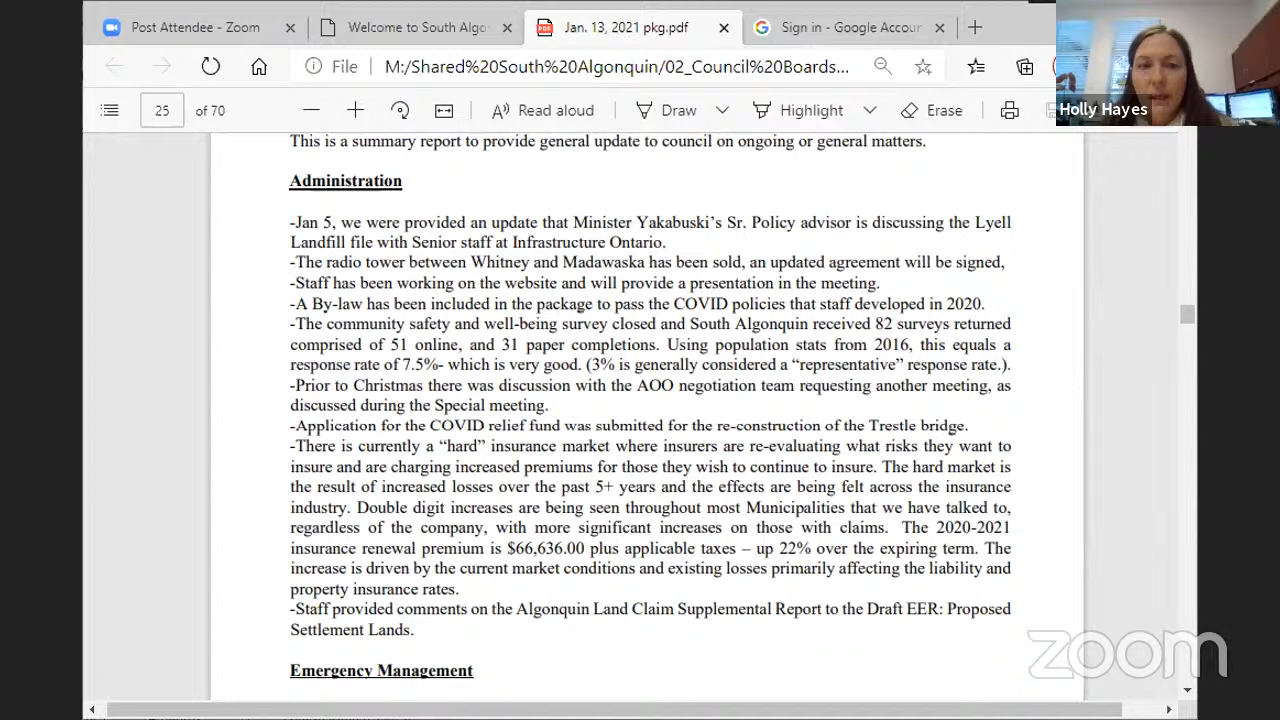 Post Attendee - Zoom
Welcome to South Algo
Jan. 13, 2021 pkg.pdf
Sign in - Google Accoun
File
M:/Shared%20South%20Algonquin/02_Council%20Boards...
25
of 70
Read aloud
Draw
Highlight
Erase
Holly Hayes
This is a summary report to provide general update to council on ongoing or general matters.
Administration
-Jan 5, we were provided an update that Minister Yakabuski's Sr. Policy advisor is discussing the Lyell
Landfill file with Senior staff at Infrastructure Ontario.
-The radio tower between Whitney and Madawaska has been sold, an updated agreement will be signed,
-Staff has been working on the website and will provide a presentation in the meeting.
-A By-law has been included in the package to pass the COVID policies that staff developed in 2020.
-The community safety and well-being survey closed and South Algonquin received 82 surveys returned
comprised of 51 online, and 31 paper completions. Using population stats from 2016, this equals a
response rate of 7.5%- which is very good. (3% is generally considered a “representative” response rate.).
-Prior to Christmas there was discussion with the AOO negotiation team requesting another meeting, as
discussed during the Special meeting.
-Application for the COVID relief fund was submitted for the re-construction of the Trestle bridge.
-There is currently a “hard” insurance market where insurers are re-evaluating what risks they want to
insure and are charging increased premiums for those they wish to continue to insure. The hard market is
the result of increased losses over the past 5+ years and the effects are being felt across the insurance
industry. Double digit increases are being seen throughout most Municipalities that we have talked to,
regardless of the company, with more significant increases on those with claims. The 2020-2021
insurance renewal premium is $66,636.00 plus applicable taxes – up 22% over the expiring term. The
increase is driven by the current market conditions and existing losses primarily affecting the liability and
property insurance rates.
-Staff provided comments on the Algonquin Land Claim Supplemental Report to the Draft EER: Proposed
Settlement Lands.
Emergency Management
zoom